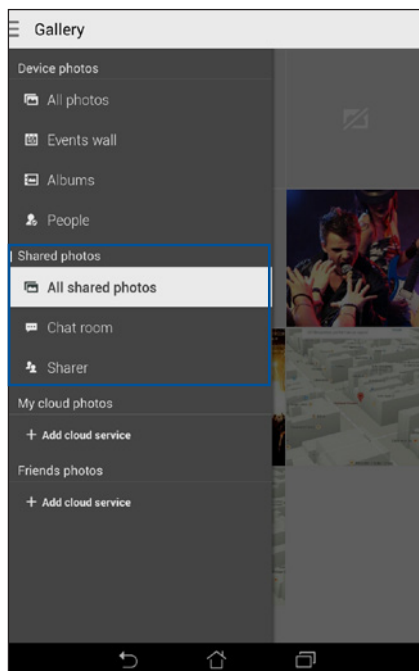 Gallery
Device photos
All photos
Events wall
Albums
People
Shared photos
All shared photos
Chat room
Sharer
My cloud photos
+ Add cloud service
Friends photos
+ Add cloud service